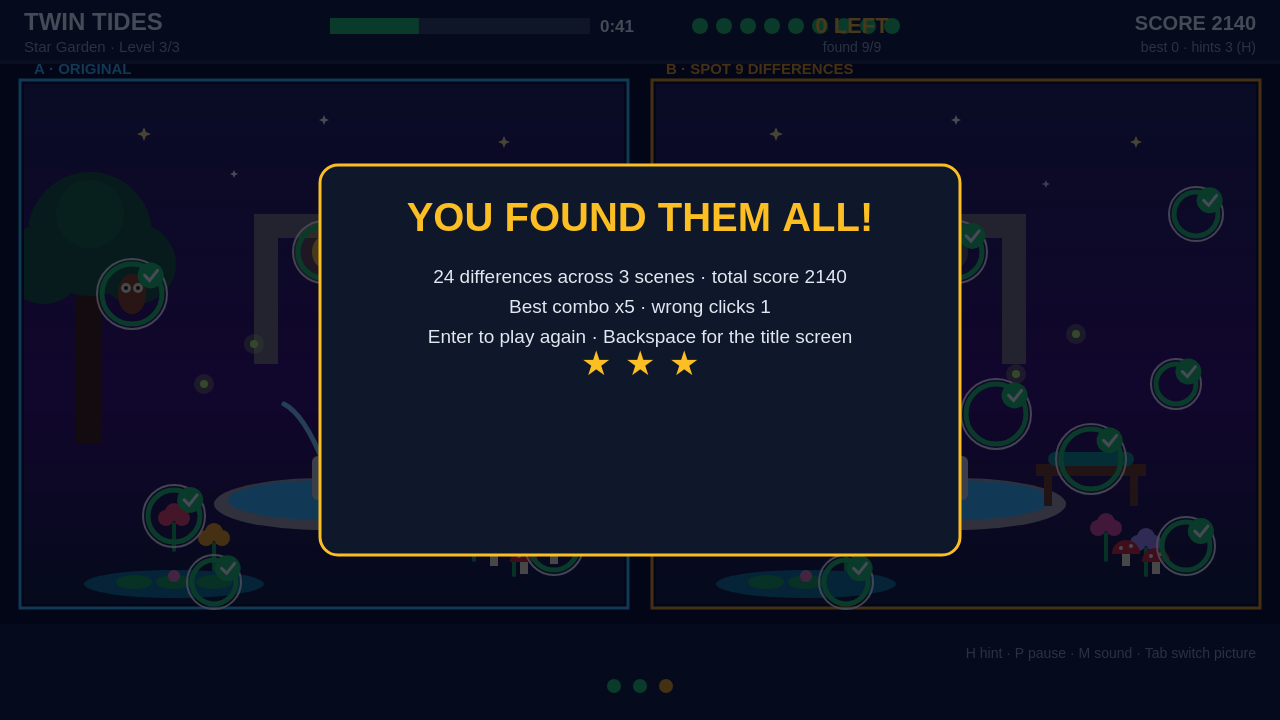 TWIN TIDES
Star Garden · Level 3/3
0:41
0 LEFT
found 9/9
SCORE 2140
best 0 · hints 3 (H)
A · ORIGINAL
B · SPOT 9 DIFFERENCES
YOU FOUND THEM ALL!
24 differences across 3 scenes · total score 2140
Best combo x5 · wrong clicks 1
Enter to play again · Backspace for the title screen
H hint · P pause · M sound · Tab switch picture